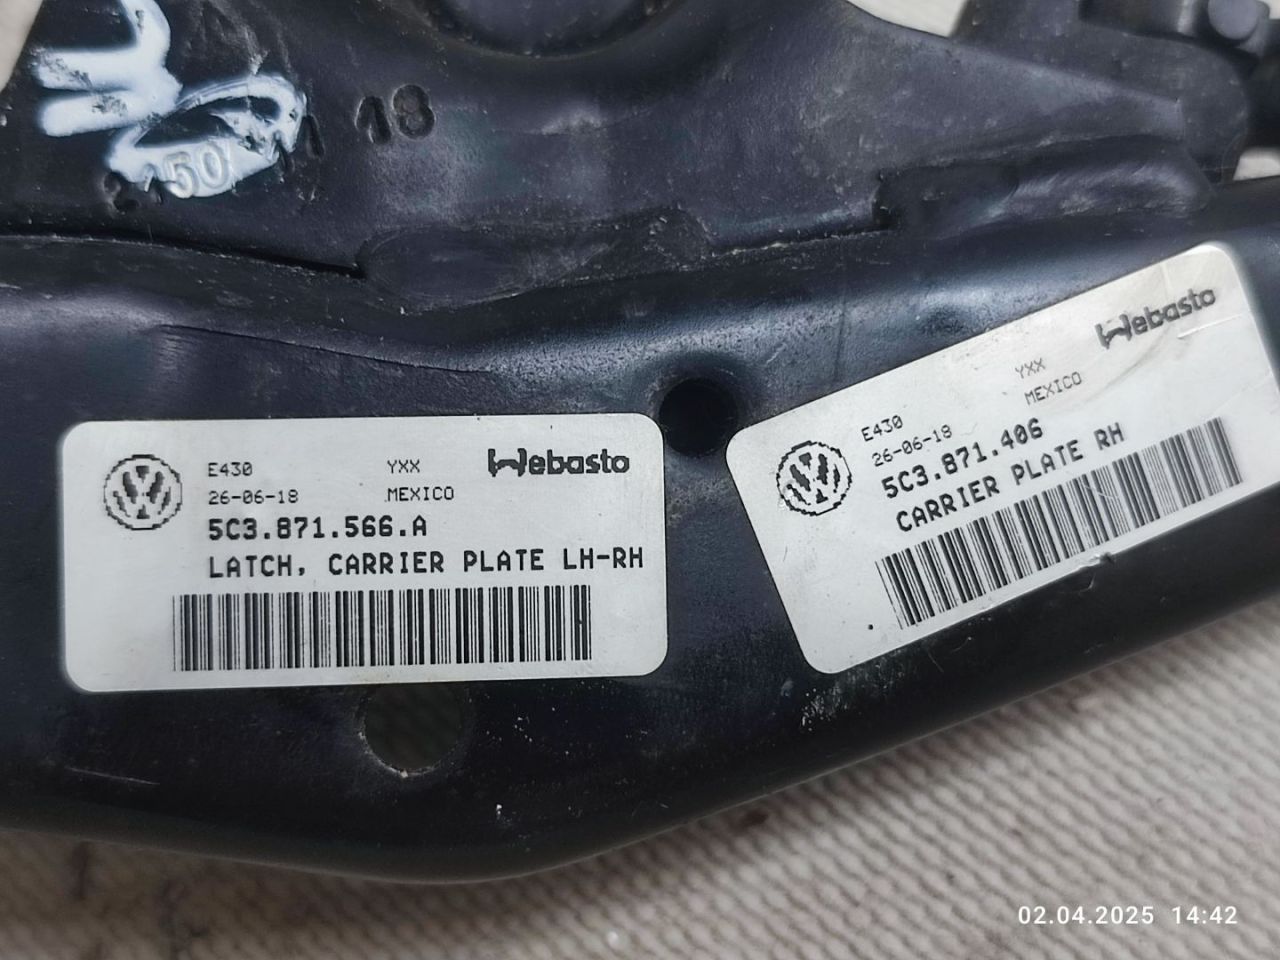 11 18
E430 YXX Webasto
26-06-18 MEXICO
5C3.871.566.A
LATCH, CARRIER PLATE LH-RH
E430 YXX Webasto
26-06-18 MEXICO
5C3.871.406
CARRIER PLATE RH
02.04.2025 14:42